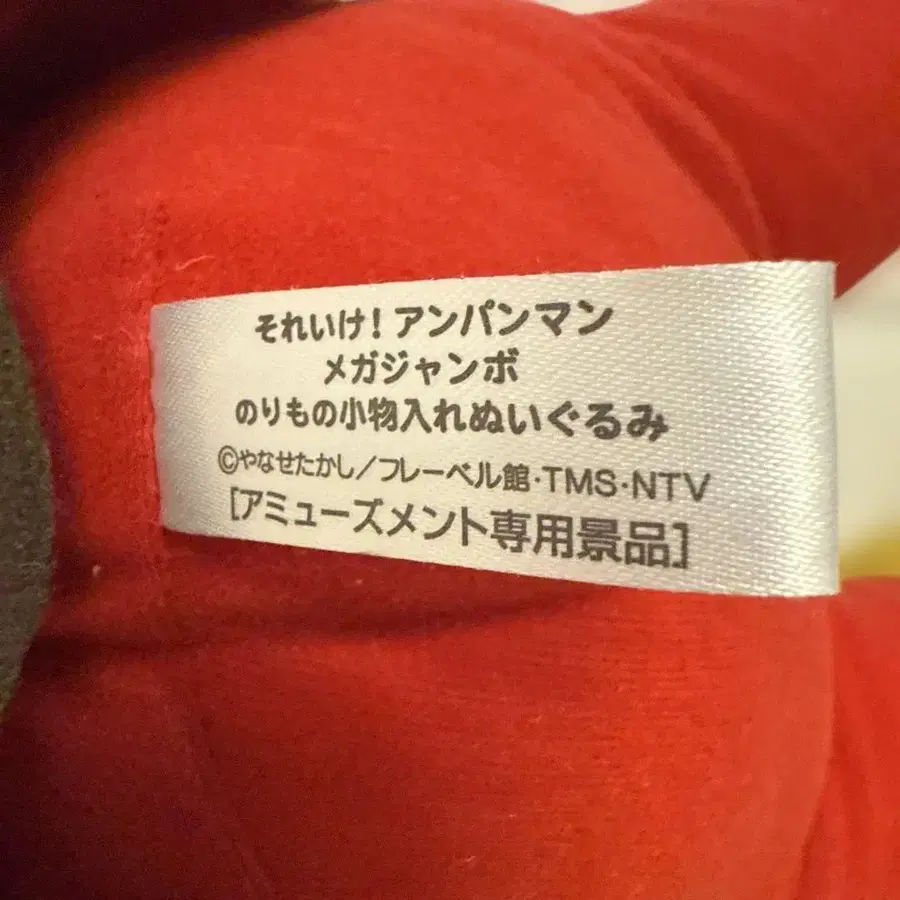 それいけ！アンパンマン
メガジャンボ
のりもの小物入れぬいぐるみ
©やなせたかし/フレーベル館・TMS・NTV
[アミューズメント専用景品]